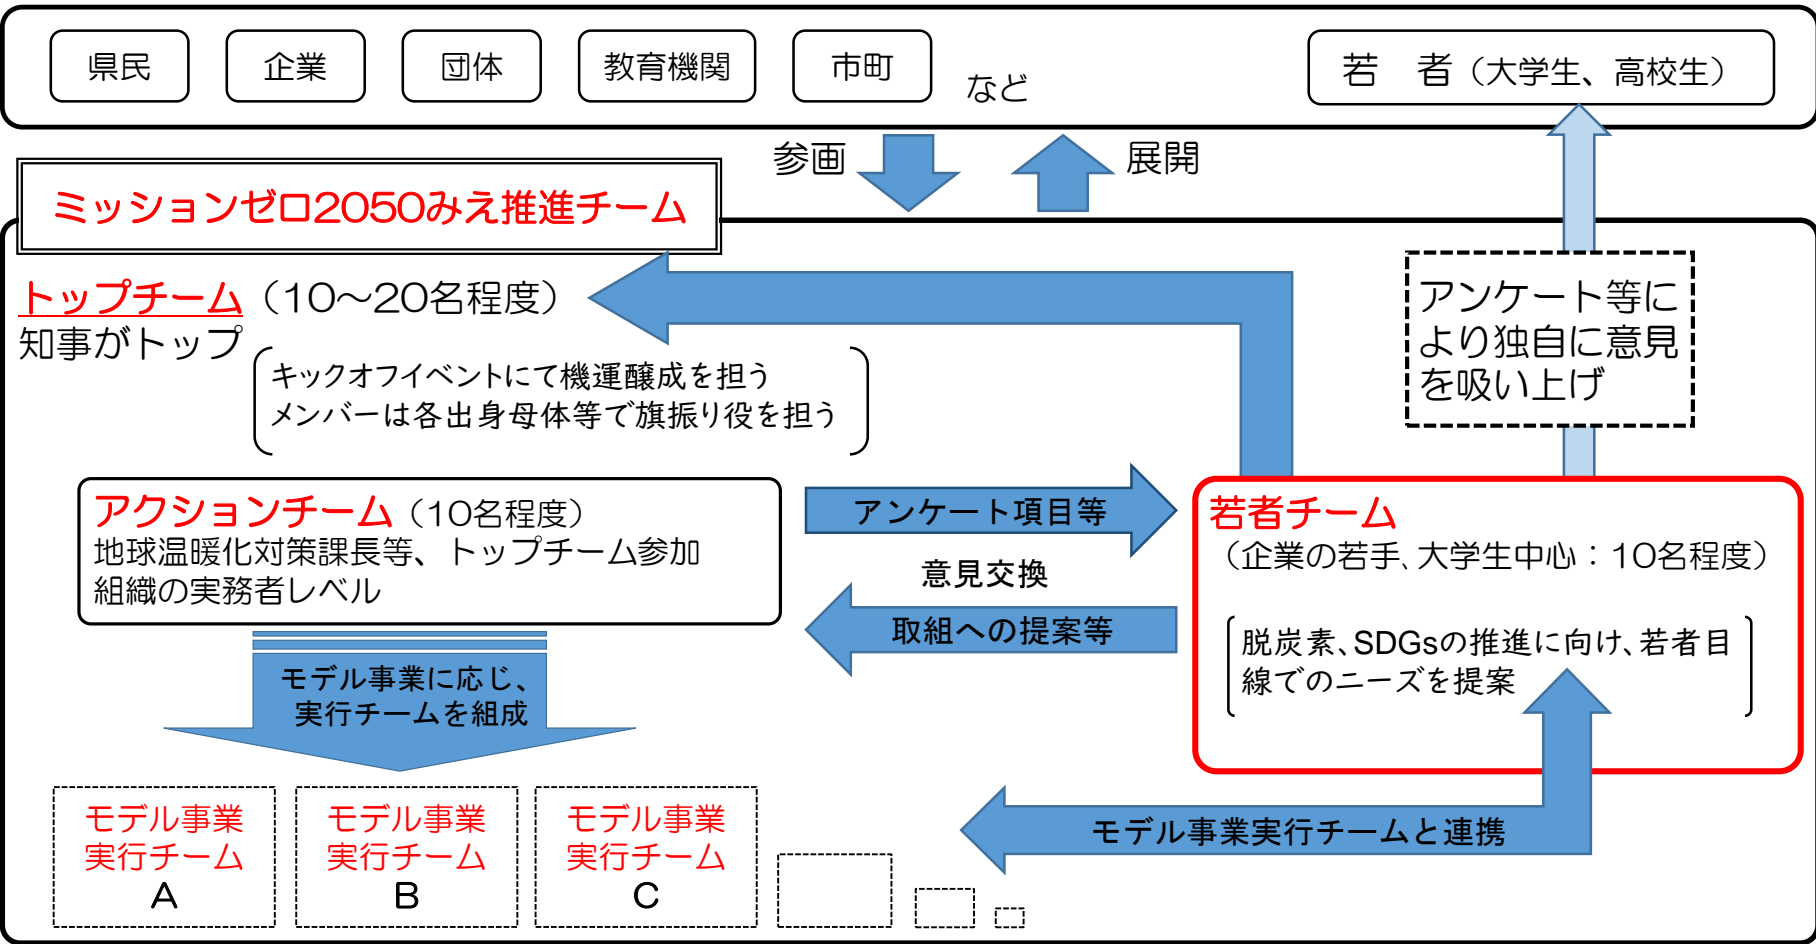 県民
企業
団体
教育機関
市町
など
若　者（大学生、高校生）
参画
展開
ミッションゼロ2050みえ推進チーム
トップチーム（10～20名程度）
知事がトップ
キックオフイベントにて機運醸成を担う
メンバーは各出身母体等で旗振り役を担う
アンケート等に
より独自に意見
を吸い上げ
アクションチーム（10名程度）
地球温暖化対策課長等、トップチーム参加
組織の実務者レベル
アンケート項目等
意見交換
取組への提案等
若者チーム
（企業の若手、大学生中心：10名程度）
脱炭素、SDGsの推進に向け、若者目
線でのニーズを提案
モデル事業に応じ、
実行チームを組成
モデル事業
実行チーム
A
モデル事業
実行チーム
B
モデル事業
実行チーム
C
モデル事業実行チームと連携